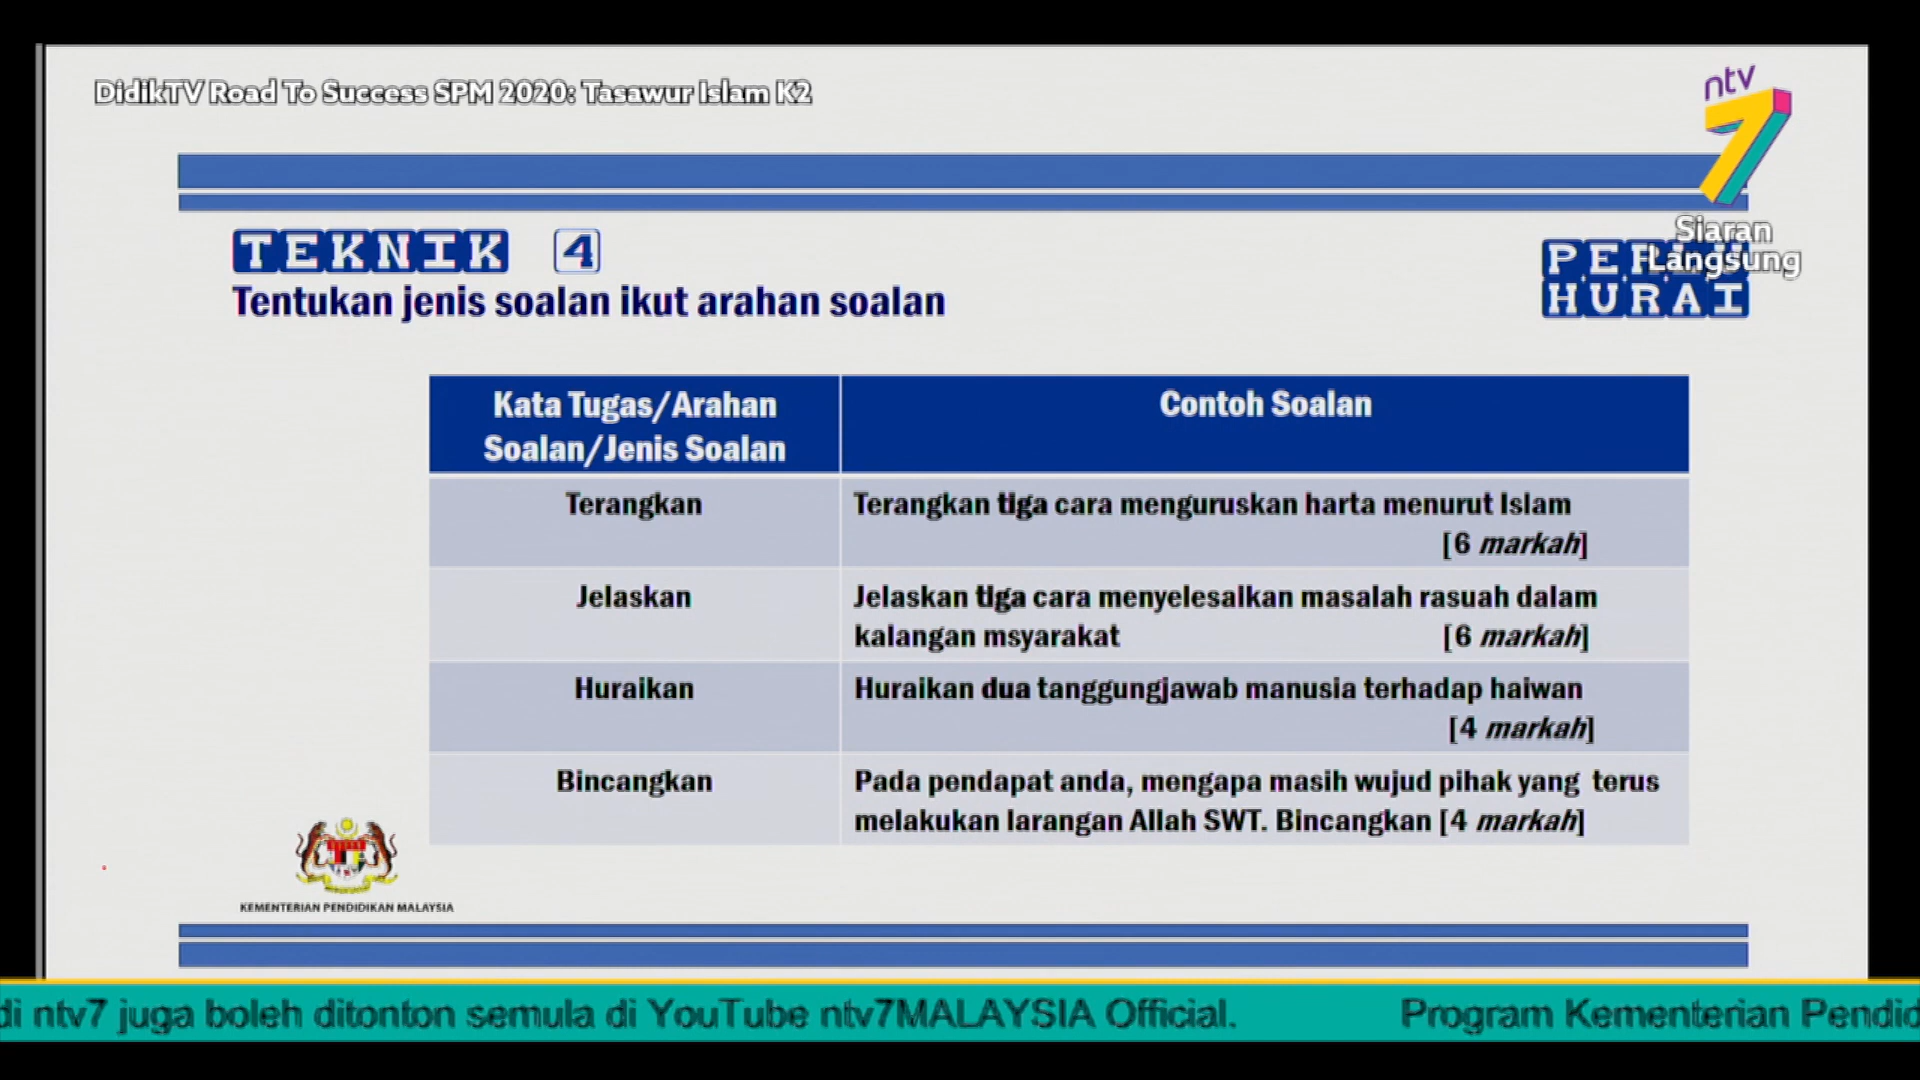 DidikTV Road To Success SPM 2020: Tasawur Islam K2
ntv
7
Siaran
Langsung
TEKNIK 4
HURAI
Tentukan jenis soalan ikut arahan soalan
Kata Tugas/Arahan
Soalan/Jenis Soalan
Contoh Soalan
Terangkan
Terangkan tiga cara menguruskan harta menurut Islam
[6 markah]
Jelaskan
Jelaskan tiga cara menyelesaikan masalah rasuah dalam
kalangan msyarakat [6 markah]
Huraikan
Huraikan dua tanggungjawab manusia terhadap haiwan
[4 markah]
Bincangkan
Pada pendapat anda, mengapa masih wujud pihak yang terus
melakukan larangan Allah SWT. Bincangkan [4 markah]
KEMENTERIAN PENDIDIKAN MALAYSIA
di ntv7 juga boleh ditonton semula di YouTube ntv7MALAYSIA Official. Program Kementerian Pendid